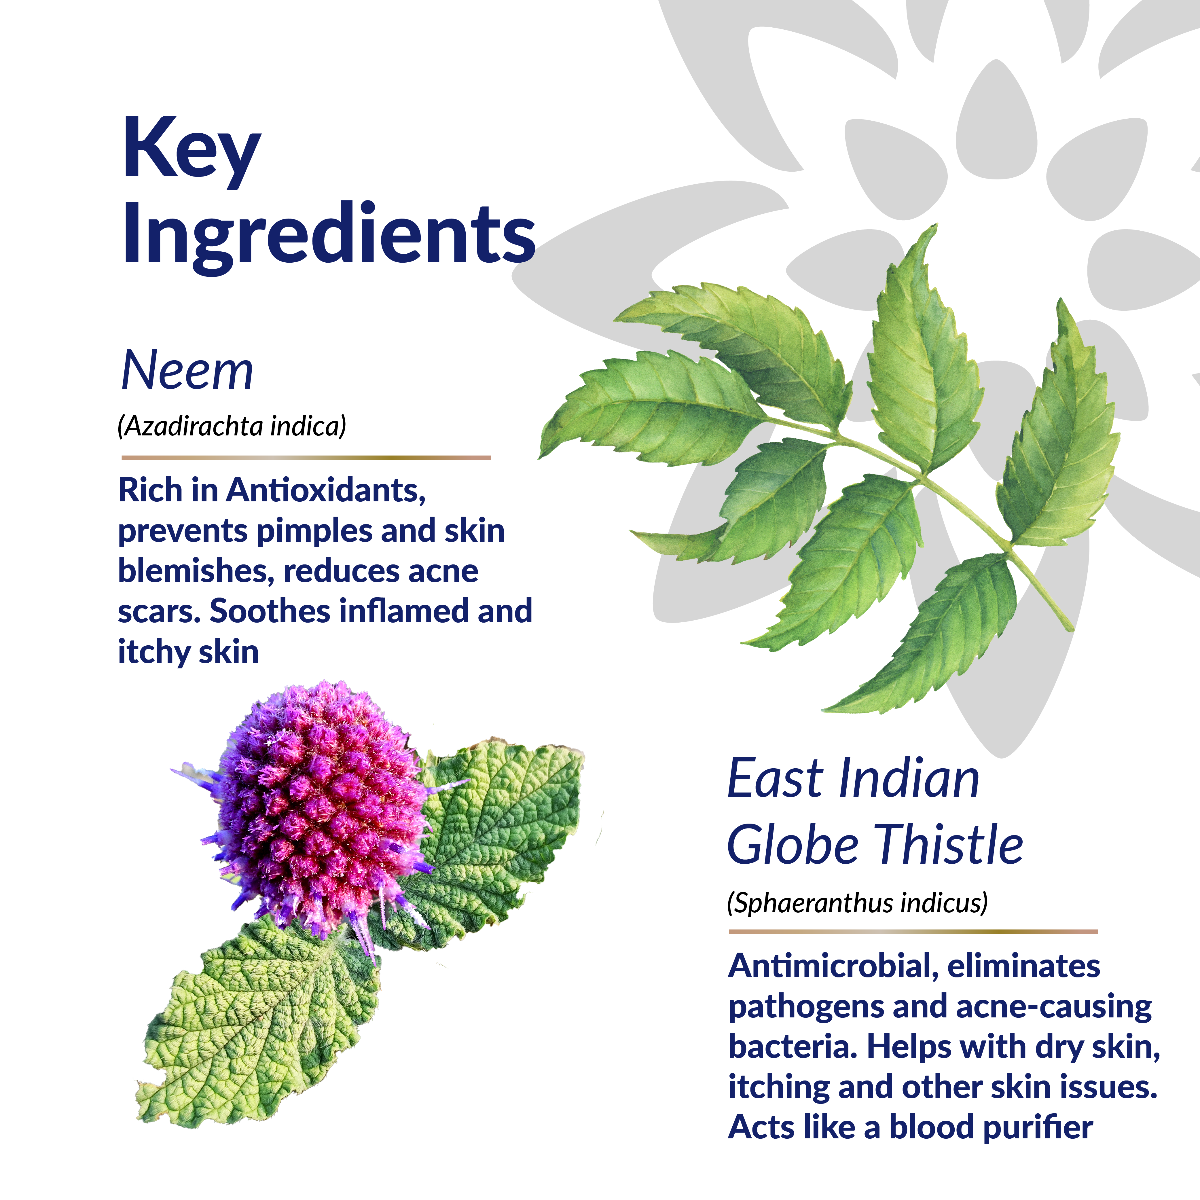 Key
Ingredients
Neem
(Azadirachta indica)
Rich in Antioxidants,
prevents pimples and skin
blemishes, reduces acne
scars. Soothes inflamed and
itchy skin
East Indian
Globe Thistle
(Sphaeranthus indicus)
Antimicrobial, eliminates
pathogens and acne-causing
bacteria. Helps with dry skin,
itching and other skin issues.
Acts like a blood purifier